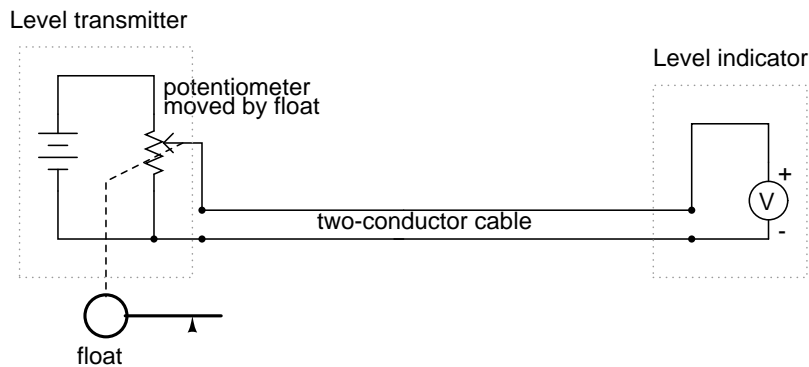 Level transmitter
Level indicator
potentiometer
moved by float
+
V
-
two-conductor cable
float